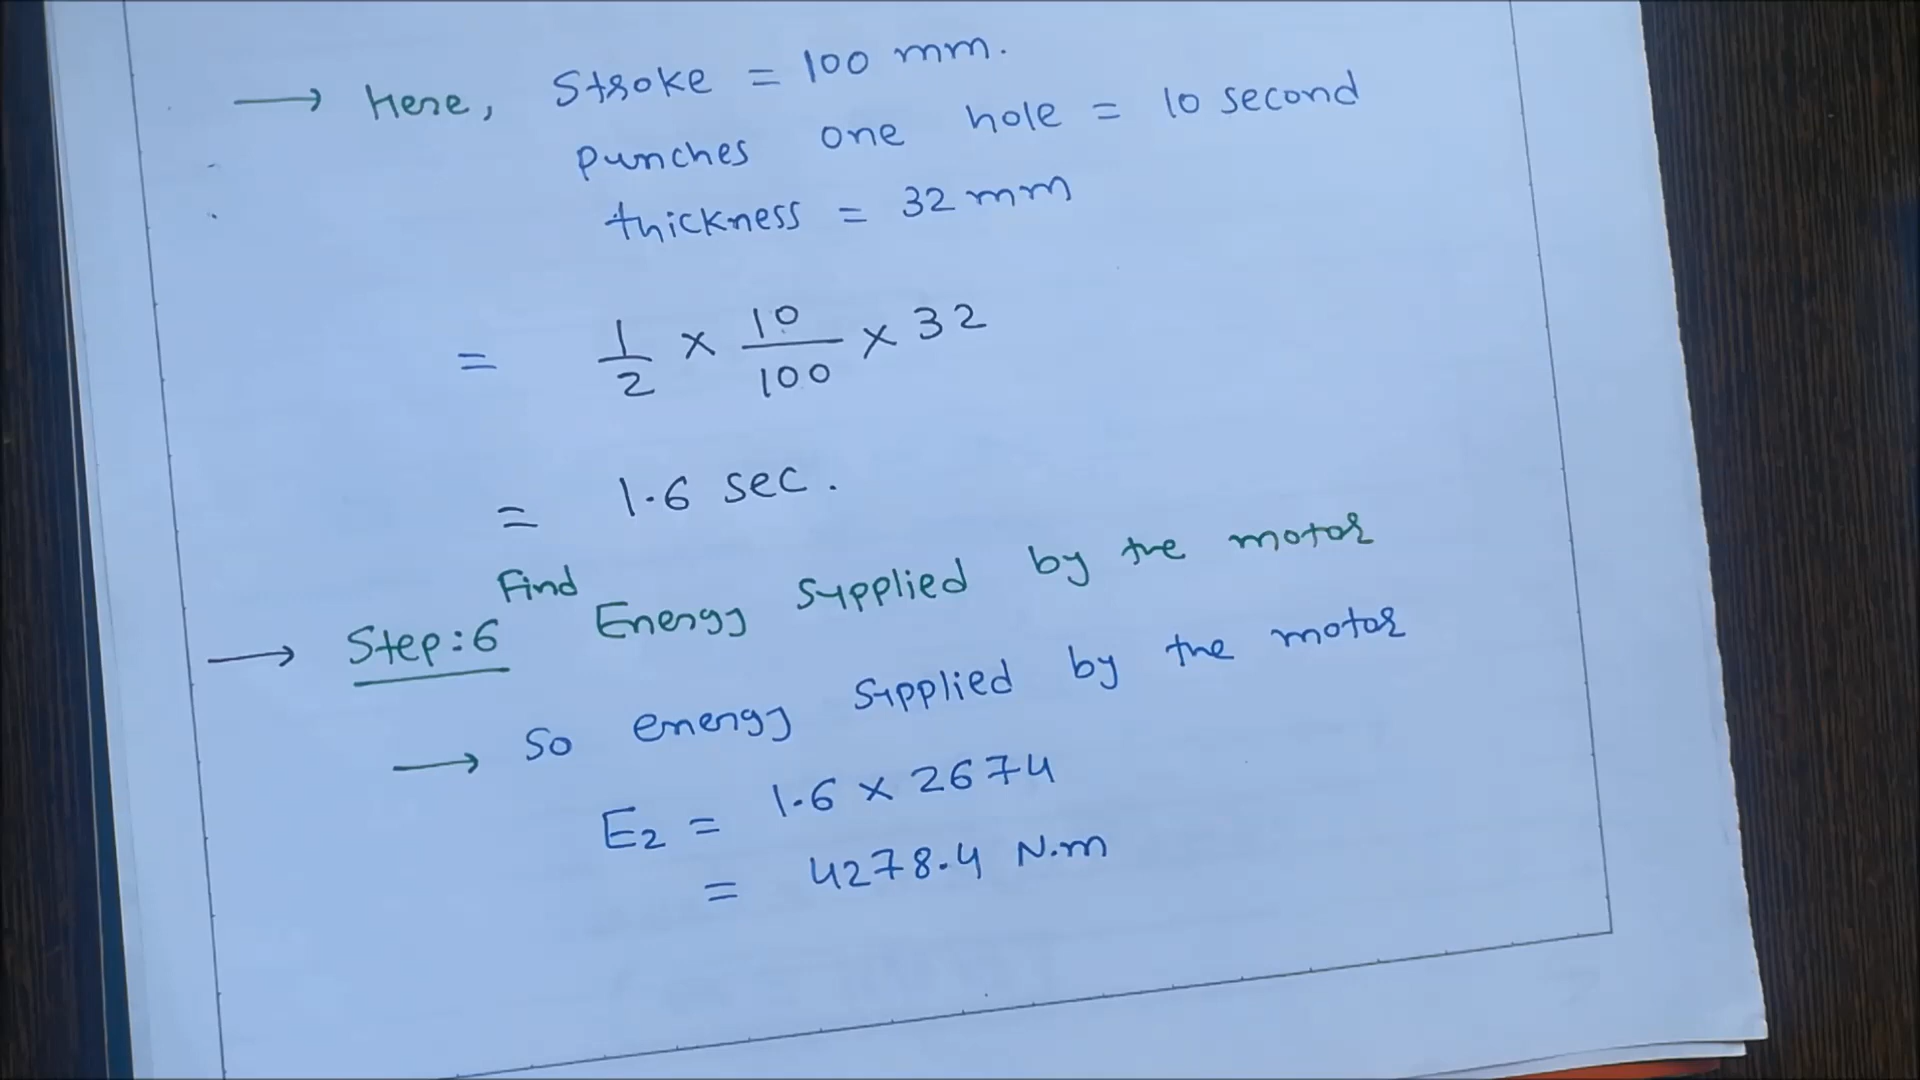 → Here, Stroke = 100 mm.
punches one hole = 10 second
thickness = 32 mm
= 1/2 × 10/100 × 32
= 1.6 sec.
→ Step:6 Find Energy supplied by the motor
→ So energy supplied by the motor
E2 = 1.6 × 2674
= 4278.4 N.m